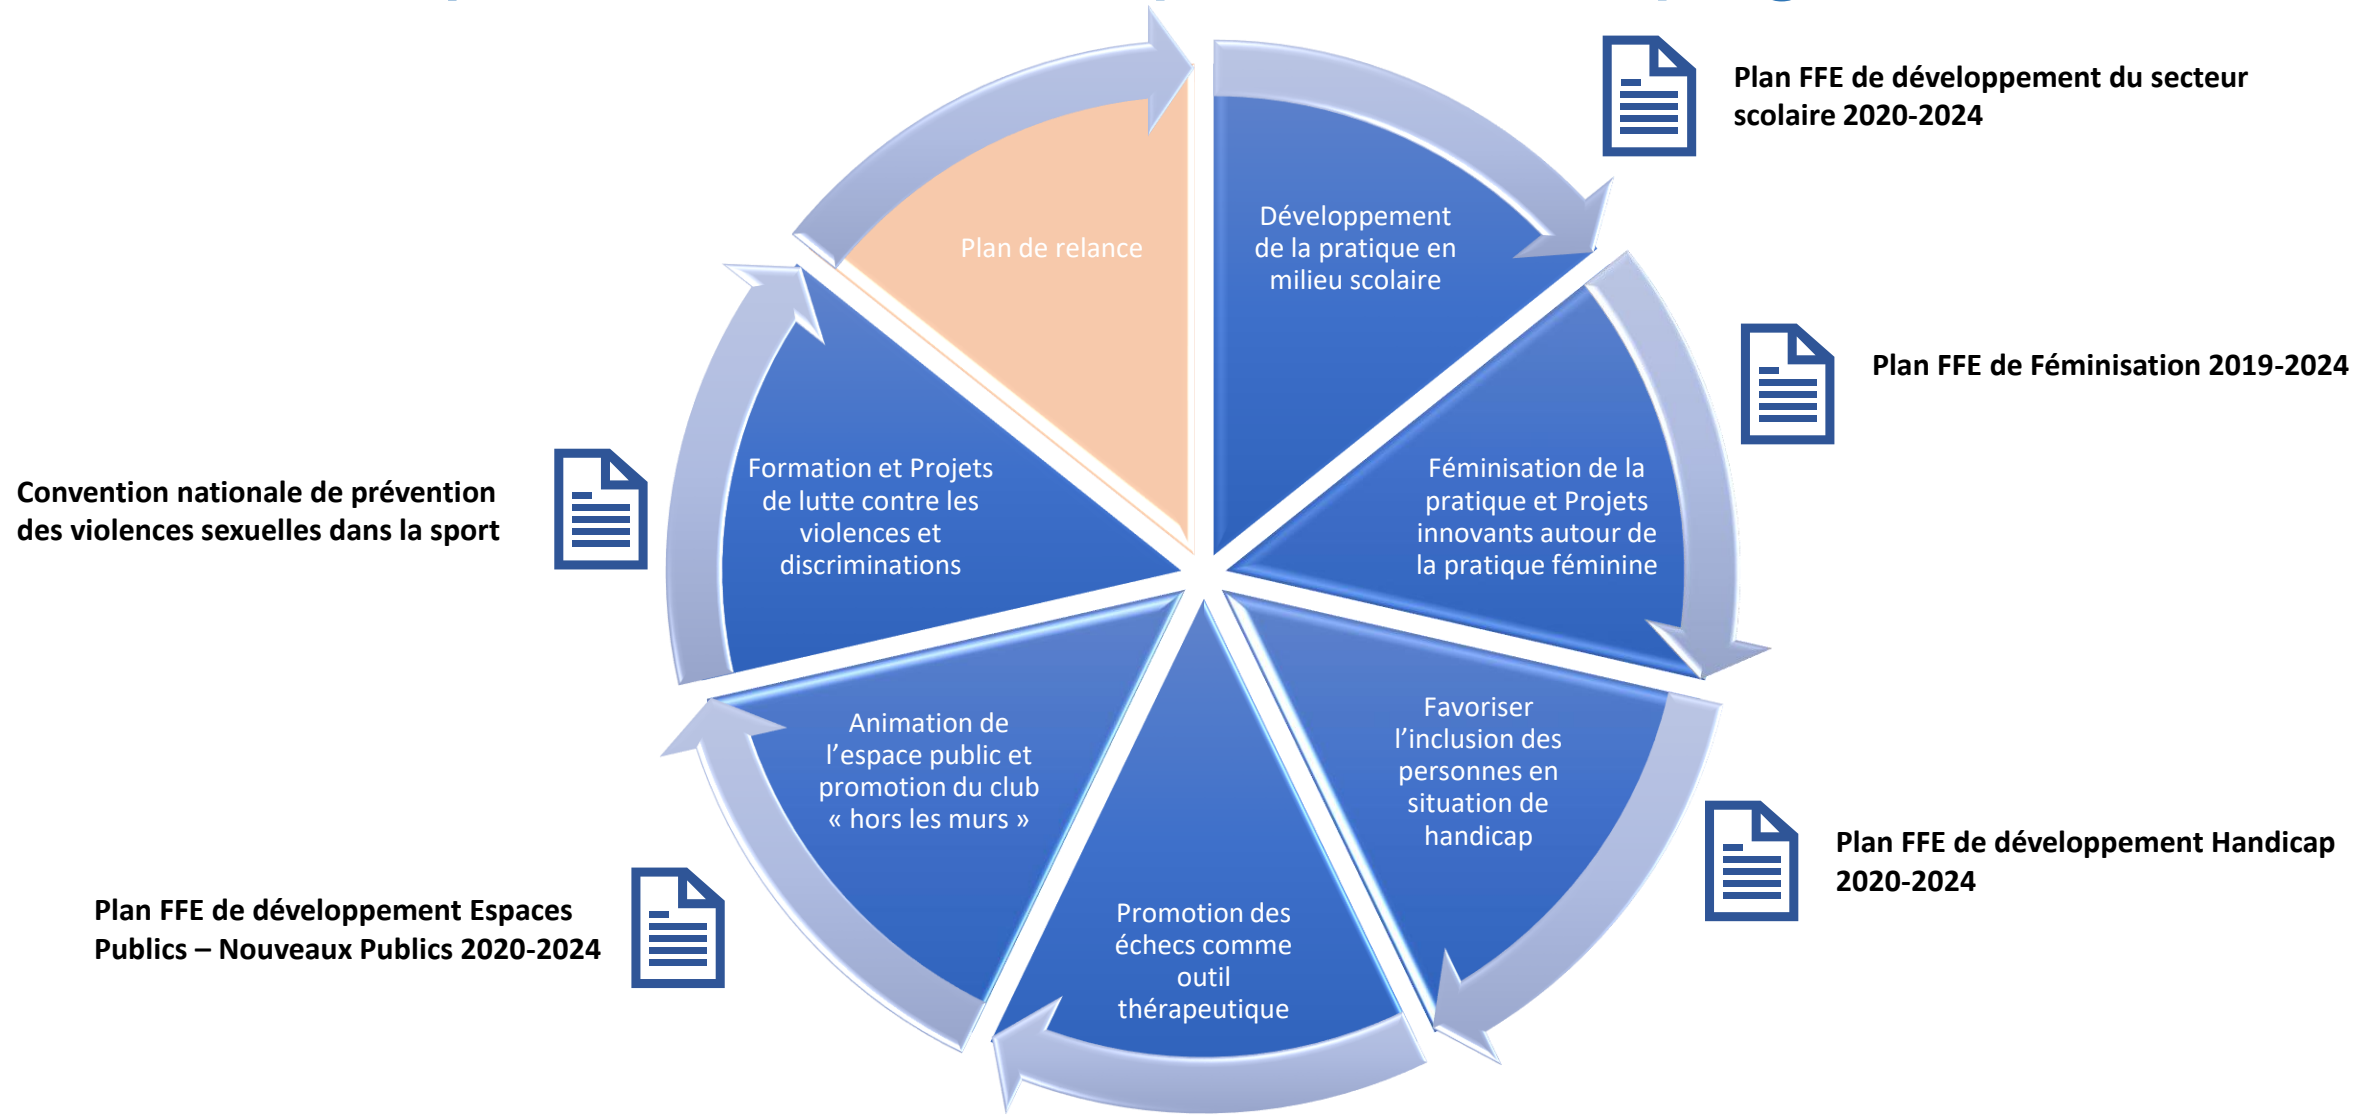 Plan FFE de développement du secteur
scolaire 2020-2024
Développement
de la pratique en
milieu scolaire
Plan de relance
Plan FFE de Féminisation 2019-2024
Féminisation de la
pratique et Projets
innovants autour de
la pratique féminine
Formation et Projets
de lutte contre les
violences et
discriminations
Convention nationale de prévention
des violences sexuelles dans la sport
Favoriser
l’inclusion des
personnes en
situation de
handicap
Plan FFE de développement Handicap
2020-2024
Animation de
l’espace public et
promotion du club
« hors les murs »
Plan FFE de développement Espaces
Publics – Nouveaux Publics 2020-2024
Promotion des
échecs comme
outil
thérapeutique